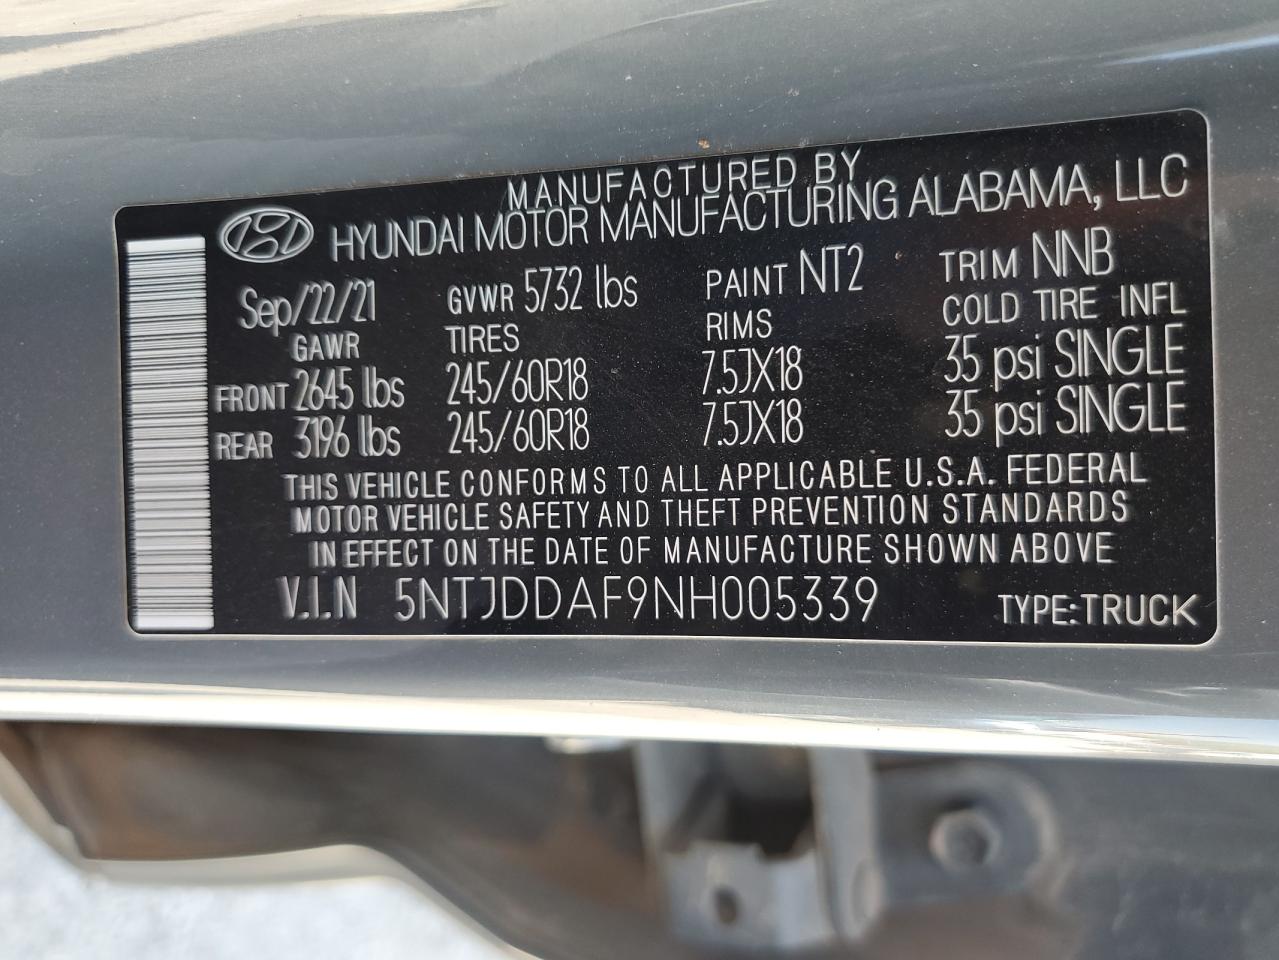 MANUFACTURED BY
HYUNDAI MOTOR MANUFACTURING ALABAMA, LLC
Sep/22/21 GVWR 5732 lbs PAINT NT2 TRIM NNB
GAWR TIRES RIMS COLD TIRE INFL
FRONT 2645 lbs 245/60R18 7.5JX18 35 psi SINGLE
REAR 3196 lbs 245/60R18 7.5JX18 35 psi SINGLE
THIS VEHICLE CONFORMS TO ALL APPLICABLE U.S.A. FEDERAL
MOTOR VEHICLE SAFETY AND THEFT PREVENTION STANDARDS
IN EFFECT ON THE DATE OF MANUFACTURE SHOWN ABOVE
V.I.N 5NTJDDAF9NH005339 TYPE:TRUCK